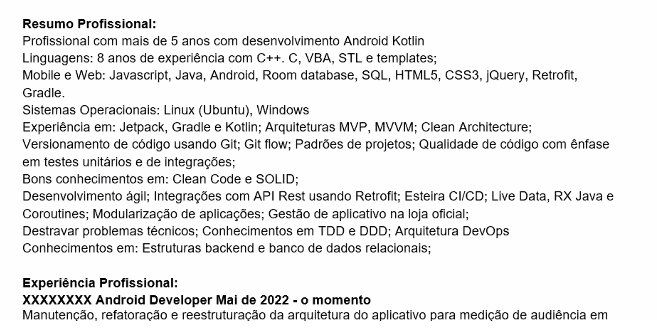 Resumo Profissional:
Profissional com mais de 5 anos com desenvolvimento Android Kotlin
Linguagens: 8 anos de experiência com C++. C, VBA, STL e templates;
Mobile e Web: Javascript, Java, Android, Room database, SQL, HTML5, CSS3, jQuery, Retrofit,
Gradle.
Sistemas Operacionais: Linux (Ubuntu), Windows
Experiência em: Jetpack, Gradle e Kotlin; Arquiteturas MVP, MVVM; Clean Architecture;
Versionamento de código usando Git; Git flow; Padrões de projetos; Qualidade de código com ênfase
em testes unitários e de integrações;
Bons conhecimentos em: Clean Code e SOLID;
Desenvolvimento ágil; Integrações com API Rest usando Retrofit; Esteira CI/CD; Live Data, RX Java e
Coroutines; Modularização de aplicações; Gestão de aplicativo na loja oficial;
Destravar problemas técnicos; Conhecimentos em TDD e DDD; Arquitetura DevOps
Conhecimentos em: Estruturas backend e banco de dados relacionais;
Experiência Profissional:
XXXXXXXX Android Developer Mai de 2022 - o momento
Manutenção, refatoração e reestruturação da arquitetura do aplicativo para medição de audiência em